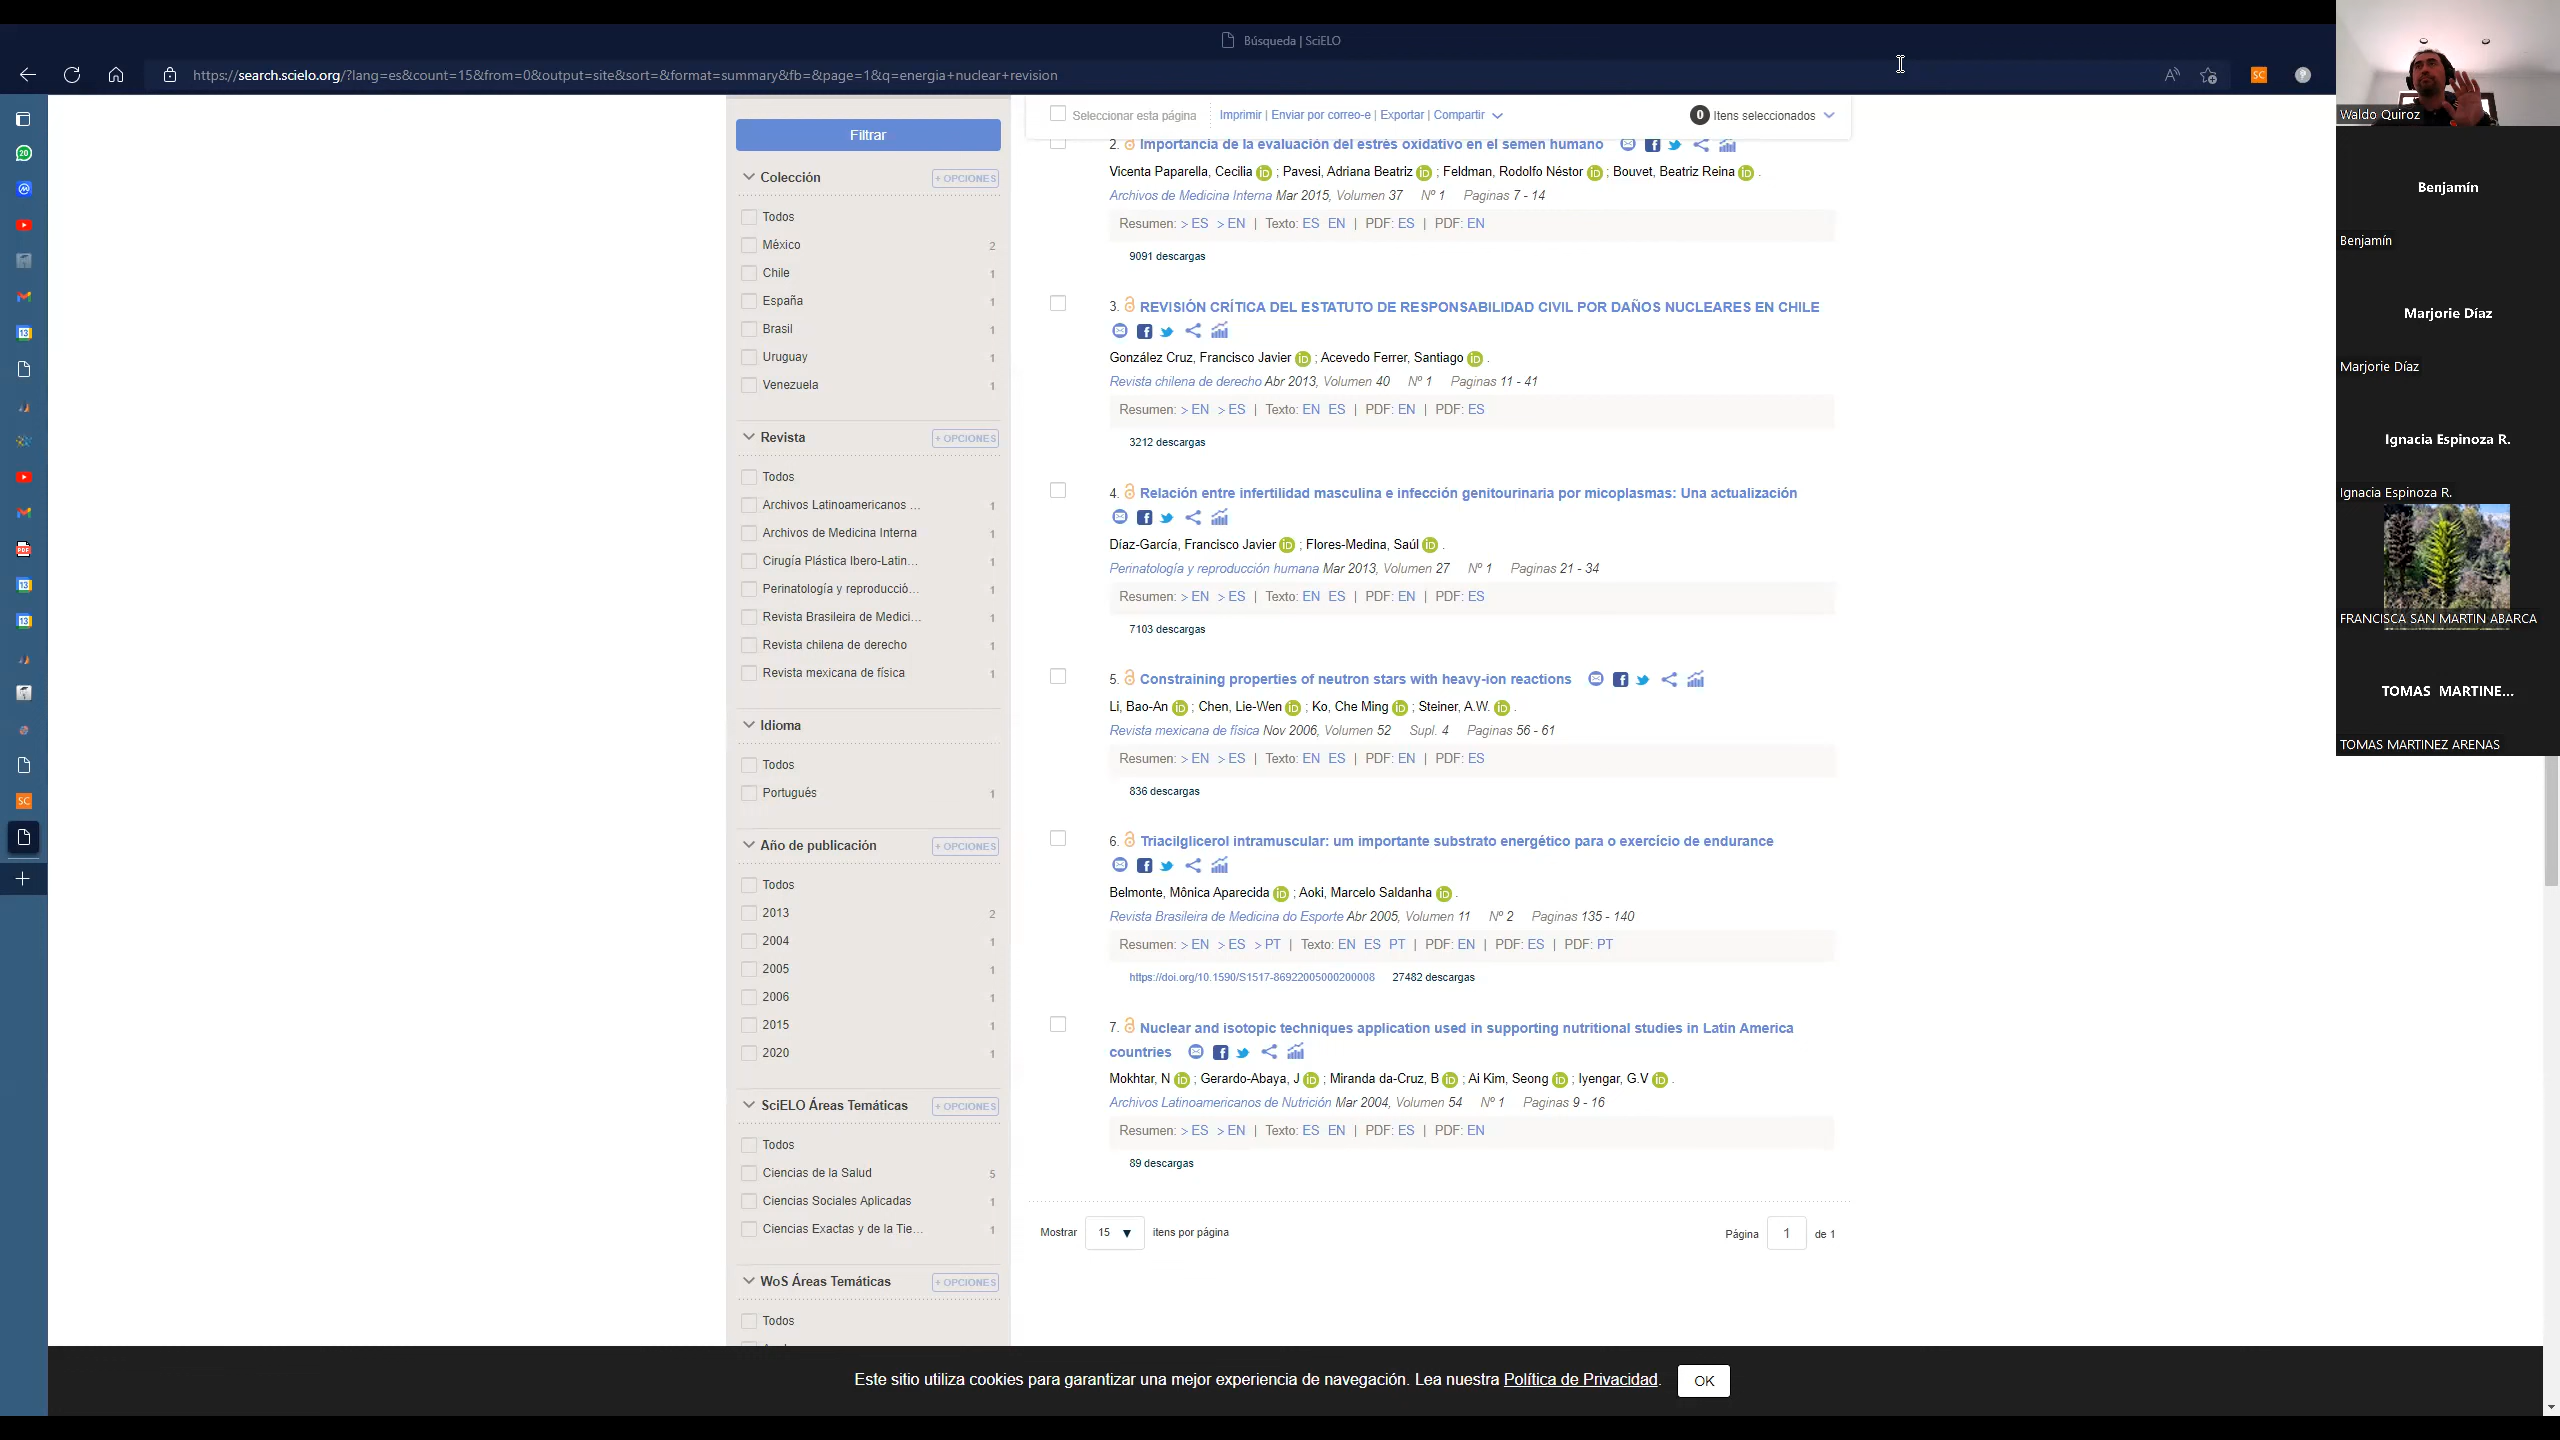 Búsqueda | SciELO
https://search.scielo.org/?lang=es&count=15&from=0&output=site&sort=&format=summary&fb=&page=1&q=energia+nuclear+revision
Filtrar
Colección
+ OPCIONES
Todos
México 2
Chile 1
España 1
Brasil 1
Uruguay 1
Venezuela 1
Revista
+ OPCIONES
Todos
Archivos Latinoamericanos ... 1
Archivos de Medicina Interna 1
Cirugía Plástica Ibero-Latin... 1
Perinatología y reproducció... 1
Revista Brasileira de Medici... 1
Revista chilena de derecho 1
Revista mexicana de física 1
Idioma
Todos
Portugués 1
Año de publicación
+ OPCIONES
Todos
2013 2
2004 1
2005 1
2006 1
2015 1
2020 1
SciELO Áreas Temáticas
+ OPCIONES
Todos
Ciencias de la Salud 5
Ciencias Sociales Aplicadas 1
Ciencias Exactas y de la Tie... 1
WoS Áreas Temáticas
+ OPCIONES
Todos
Seleccionar esta página
Imprimir | Enviar por correo-e | Exportar | Compartir
0 Itens seleccionados
2. Importancia de la evaluación del estrés oxidativo en el semen humano
Vicenta Paparella, Cecilia iD ; Pavesi, Adriana Beatriz iD ; Feldman, Rodolfo Néstor iD ; Bouvet, Beatriz Reina iD .
Archivos de Medicina Interna Mar 2015, Volumen 37 Nº 1 Paginas 7 - 14
Resumen: > ES > EN | Texto: ES EN | PDF: ES | PDF: EN
9091 descargas
3. REVISIÓN CRÍTICA DEL ESTATUTO DE RESPONSABILIDAD CIVIL POR DAÑOS NUCLEARES EN CHILE
González Cruz, Francisco Javier iD ; Acevedo Ferrer, Santiago iD .
Revista chilena de derecho Abr 2013, Volumen 40 Nº 1 Paginas 11 - 41
Resumen: > EN > ES | Texto: EN ES | PDF: EN | PDF: ES
3212 descargas
4. Relación entre infertilidad masculina e infección genitourinaria por micoplasmas: Una actualización
Díaz-García, Francisco Javier iD ; Flores-Medina, Saúl iD .
Perinatología y reproducción humana Mar 2013, Volumen 27 Nº 1 Paginas 21 - 34
Resumen: > EN > ES | Texto: EN ES | PDF: EN | PDF: ES
7103 descargas
5. Constraining properties of neutron stars with heavy-ion reactions
Li, Bao-An iD ; Chen, Lie-Wen iD ; Ko, Che Ming iD ; Steiner, A.W. iD .
Revista mexicana de física Nov 2006, Volumen 52 Supl. 4 Paginas 56 - 61
Resumen: > EN > ES | Texto: EN ES | PDF: EN | PDF: ES
836 descargas
6. Triacilglicerol intramuscular: um importante substrato energético para o exercício de endurance
Belmonte, Mônica Aparecida iD ; Aoki, Marcelo Saldanha iD .
Revista Brasileira de Medicina do Esporte Abr 2005, Volumen 11 Nº 2 Paginas 135 - 140
Resumen: > EN > ES > PT | Texto: EN ES PT | PDF: EN | PDF: ES | PDF: PT
https://doi.org/10.1590/S1517-86922005000200008 27482 descargas
7. Nuclear and isotopic techniques application used in supporting nutritional studies in Latin America
countries
Mokhtar, N iD ; Gerardo-Abaya, J iD ; Miranda da-Cruz, B iD ; Ai Kim, Seong iD ; Iyengar, G.V iD .
Archivos Latinoamericanos de Nutrición Mar 2004, Volumen 54 Nº 1 Paginas 9 - 16
Resumen: > ES > EN | Texto: ES EN | PDF: ES | PDF: EN
89 descargas
Mostrar 15 itens por página
Página 1 de 1
Este sitio utiliza cookies para garantizar una mejor experiencia de navegación. Lea nuestra Política de Privacidad.
OK
Waldo Quiroz
Benjamín
Benjamín
Marjorie Díaz
Marjorie Díaz
Ignacia Espinoza R.
Ignacia Espinoza R.
FRANCISCA SAN MARTIN ABARCA
TOMAS MARTINE...
TOMAS MARTINEZ ARENAS